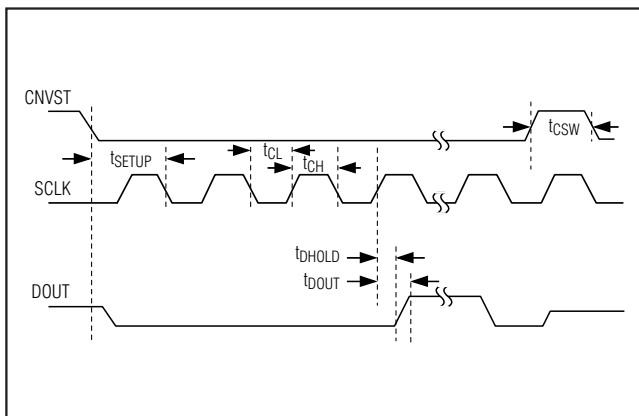 CNVST
tCSW
tSETUP
tCL
tCH
SCLK
tDHOLD
tDOUT
DOUT